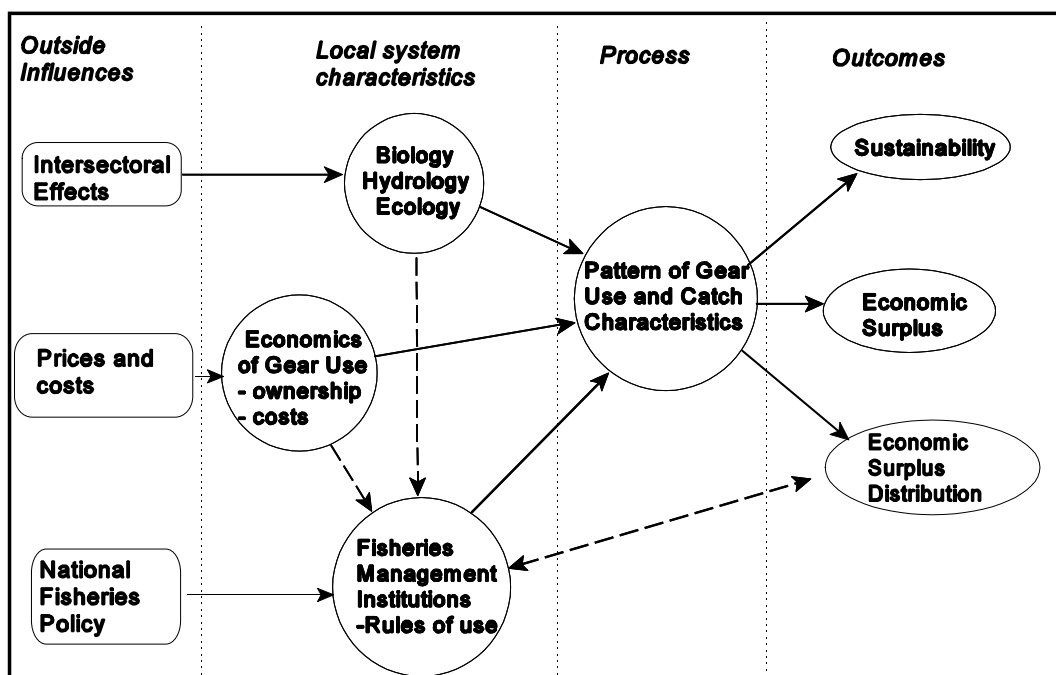 Outside
Influences
Local system
characteristics
Process
Outcomes
Intersectoral
Effects
Biology
Hydrology
Ecology
Sustainability
Pattern of Gear
Use and Catch
Characteristics
Economic
Surplus
Prices and
costs
Economics
of Gear Use
- ownership
- costs
Economic
Surplus
Distribution
National
Fisheries
Policy
Fisheries
Management
Institutions
-Rules of use